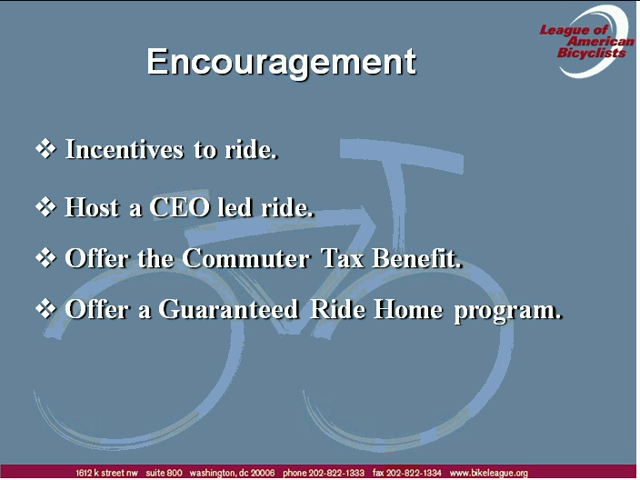 League of
American
Bicyclists
Encouragement
❖ Incentives to ride.
❖ Host a CEO led ride.
❖ Offer the Commuter Tax Benefit.
❖ Offer a Guaranteed Ride Home program.
1612 k street nw suite 800 washington, dc 20006 phone 202-822-1333 fax 202-822-1334 www.bikeleague.org